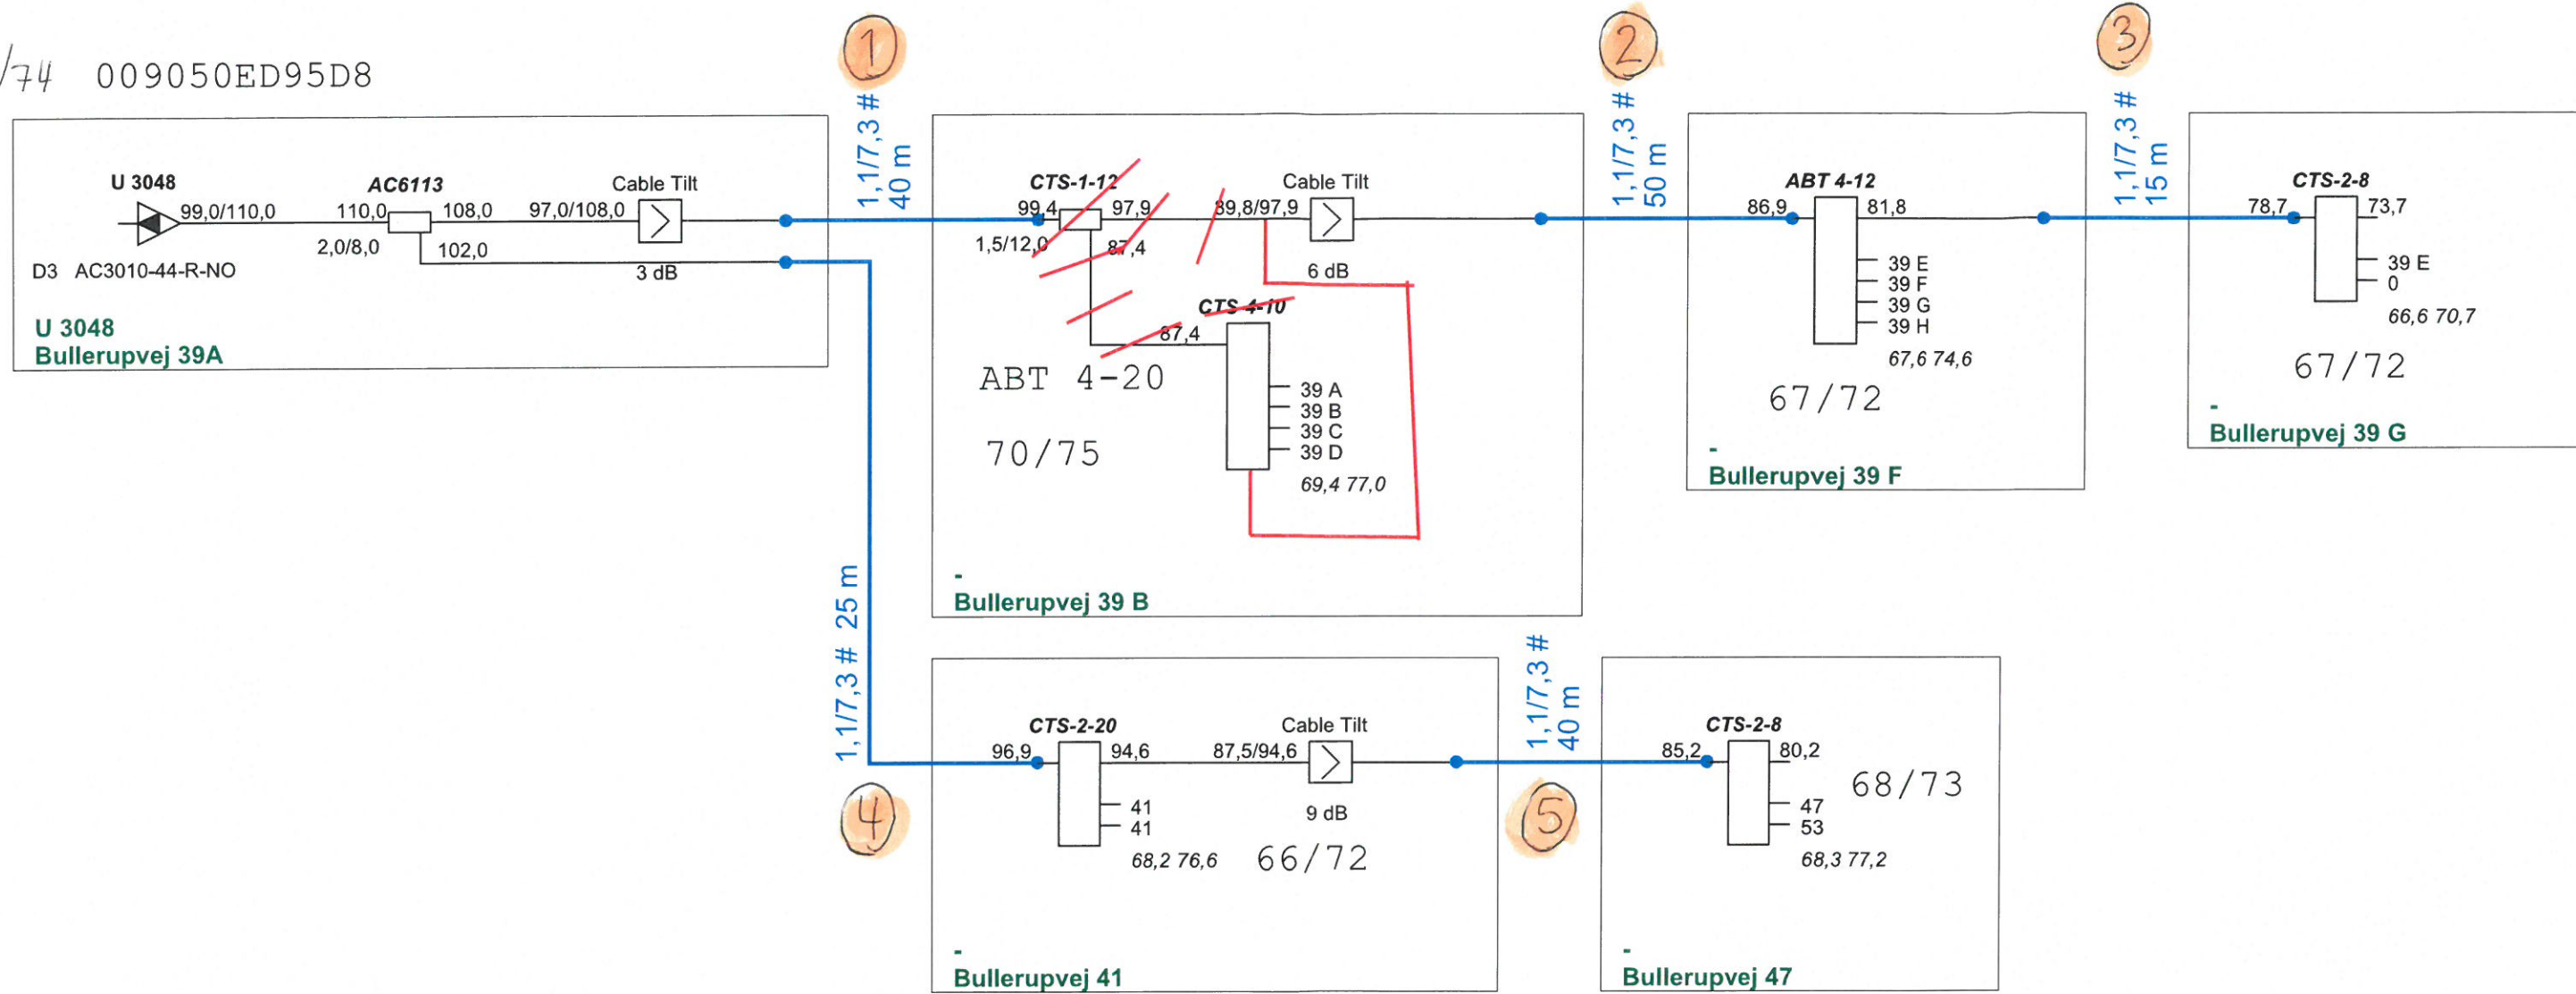 /74 009050ED95D8
1
2
3
1,1/7,3 #
40 m
1,1/7,3 #
50 m
1,1/7,3 #
15 m
U 3048
99,0/110,0
AC6113
110,0
108,0
2,0/8,0
102,0
97,0/108,0
Cable Tilt
3 dB
D3 AC3010-44-R-NO
U 3048
Bullerupvej 39A
CTS-1-12
99,4
97,9
1,5/12,0
87,4
89,8/97,9
Cable Tilt
6 dB
CTS-4-10
87,4
ABT 4-20
70/75
39 A
39 B
39 C
39 D
69,4 77,0
-
Bullerupvej 39 B
ABT 4-12
86,9
81,8
39 E
39 F
39 G
39 H
67,6 74,6
67/72
-
Bullerupvej 39 F
CTS-2-8
78,7
73,7
39 E
0
66,6 70,7
67/72
-
Bullerupvej 39 G
1,1/7,3 # 25 m
4
CTS-2-20
96,9
94,6
87,5/94,6
Cable Tilt
9 dB
41
41
68,2 76,6
66/72
-
Bullerupvej 41
1,1/7,3 #
40 m
5
CTS-2-8
85,2
80,2
68/73
47
53
68,3 77,2
-
Bullerupvej 47